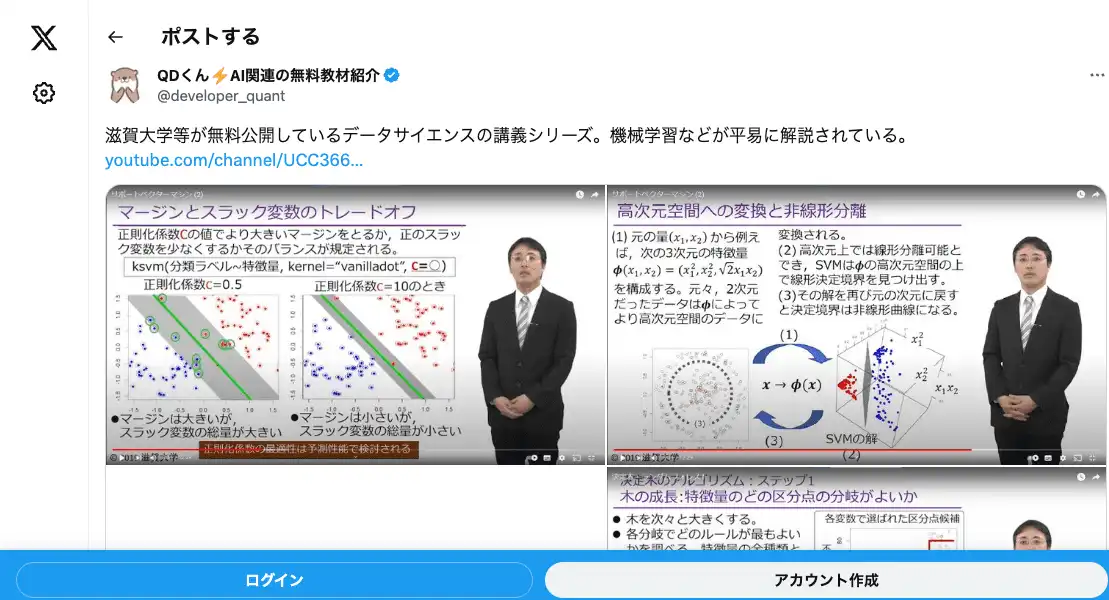 ポストする
QDくん⚡AI関連の無料教材紹介
@developer_quant
滋賀大学等が無料公開しているデータサイエンスの講義シリーズ。機械学習などが平易に解説されている。
youtube.com/channel/UCC366…
サポートベクターマシン(2)
マージンとスラック変数のトレードオフ
正則化係数Cの値でより大きいマージンをとるか，正のスラッ
ク変数を少なくするかそのバランスが規定される。
ksvm(分類ラベル~特徴量, kernel="vanilladot", C=○)
正則化係数C=0.5
正則化係数C=10のとき
●マージンは大きいが，
スラック変数の総量が大きい
●マージンは小さいが，
スラック変数の総量が小さい
正則化係数の最適性は予測性能で検討される
© 2019 滋賀大学
サポートベクターマシン(2)
高次元空間への変換と非線形分離
(1) 元の量(x₁,x₂) から例え
ば，次の3次元の特徴量
ϕ(x₁,x₂) = (x₁²,x₂²,√2x₁x₂)
を構成する。元々，2次元
だったデータはϕによって
より高次元空間のデータに
変換される。
(2) 高次元上では線形分離可能と
でき，SVMはϕの高次元空間の上
で線形決定境界を見つけ出す。
(3)その解を再び元の次元に戻す
と決定境界は非線形曲線になる。
(1)
x → ϕ(x)
(3)
(3)
x₁²
x₂²
x₁x₂
SVMの解
(2)
© 2019 滋賀大学
決定木のアルゴリズム：ステップ1
木の成長:特徴量のどの区分点の分岐がよいか
● 木を次々と大きくする。
● 各分岐でどのルールが最もよい
かを調べる。特徴量の全種類と
各変数で選ばれた区分点候補
ログイン
アカウント作成